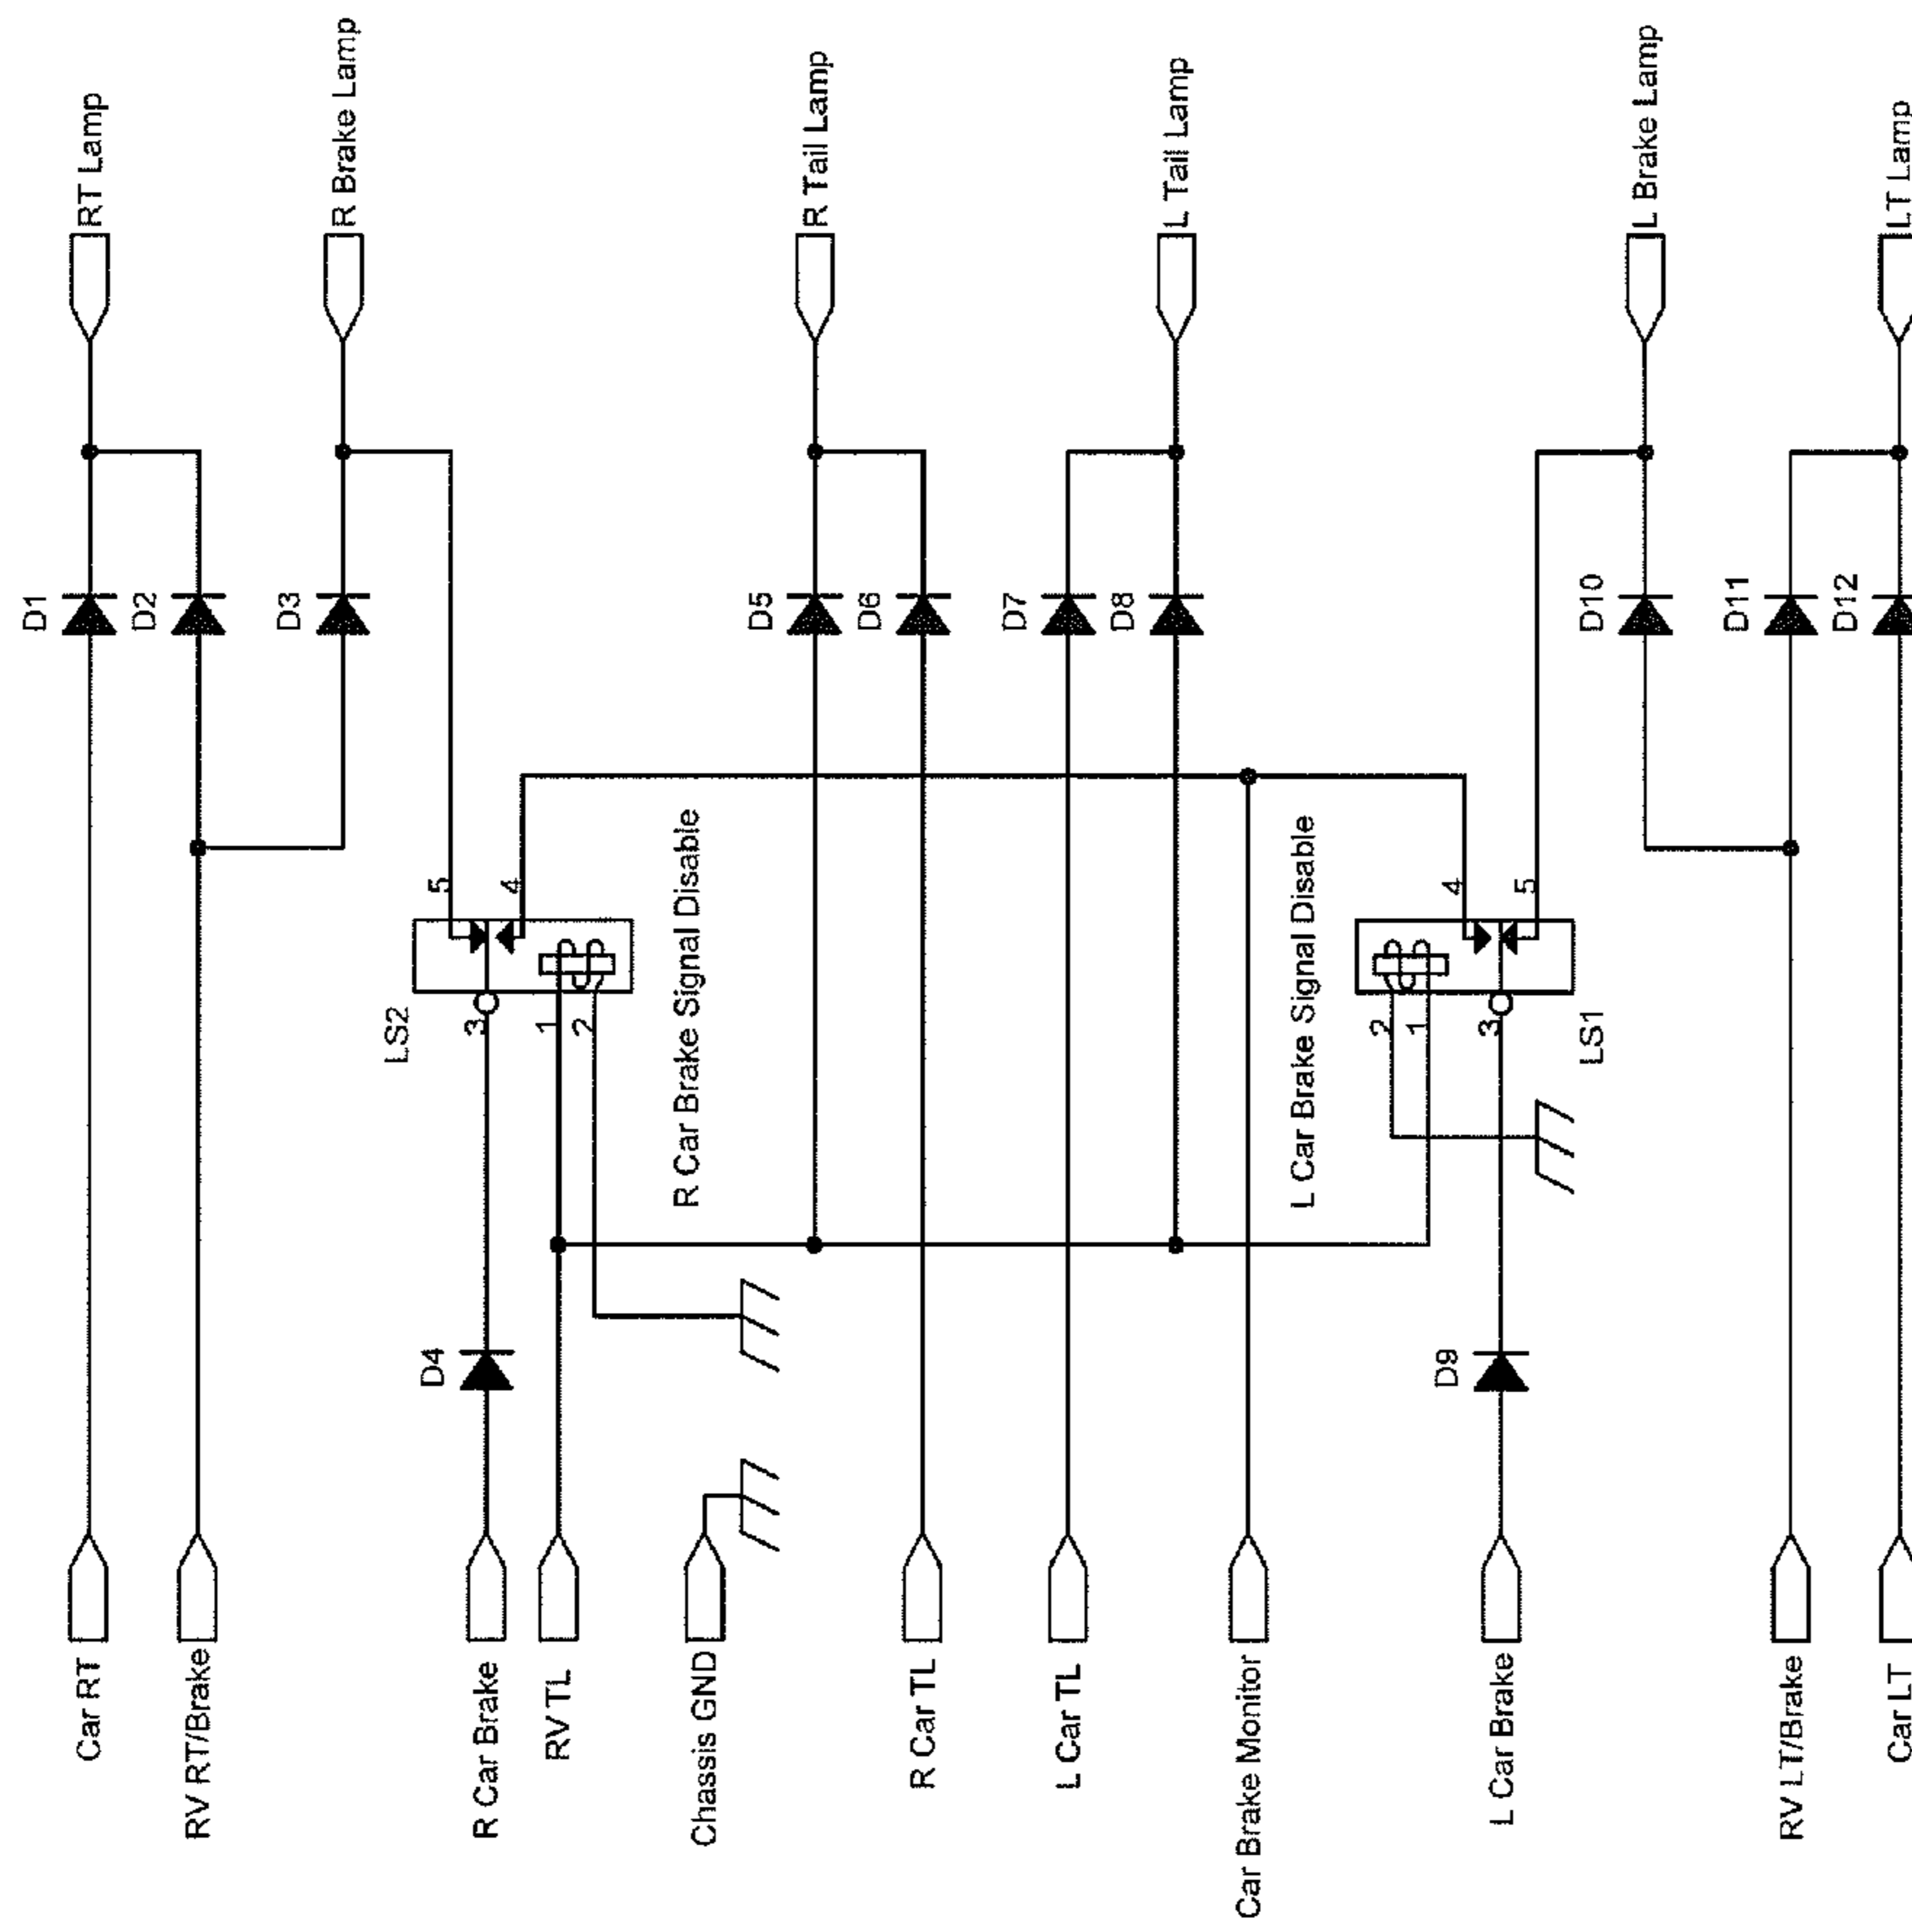 Car RT
D1
RT Lamp
RV RT/Brake
D2
D3
R Brake Lamp
R Car Brake
D4
LS2
3
5
4
RV TL
1
2
R Car Brake Signal Disable
Chassis GND
D5
R Tail Lamp
R Car TL
D6
L Car TL
D7
D8
L Tail Lamp
Car Brake Monitor
L Car Brake Signal Disable
2
1
4
L Car Brake
D9
3
5
LS1
D10
L Brake Lamp
RV LT/Brake
D11
Car LT
D12
LT Lamp